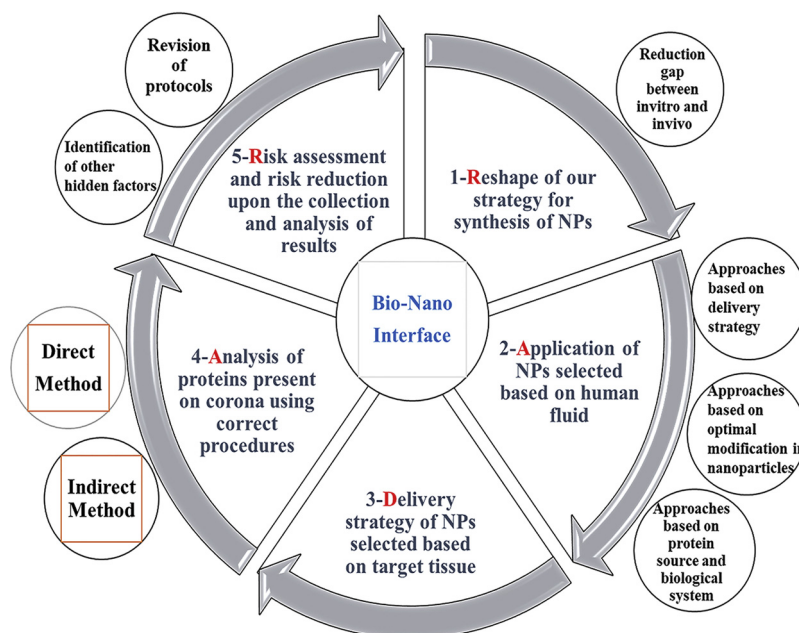 Revision
of
protocols
Identification
of other
hidden factors
5-Risk assessment
and risk reduction
upon the collection
and analysis of
results
1-Reshape of our
strategy for
synthesis of NPs
Reduction
gap
between
invitro and
invivo
Bio-Nano
Interface
Approaches
based on
delivery
strategy
2-Application of
NPs selected
based on human
fluid
Approaches
based on
optimal
modification in
nanoparticles
Approaches
based on
protein
source and
biological
system
3-Delivery
strategy of NPs
selected based
on target tissue
4-Analysis of
proteins present
on corona using
correct
procedures
Direct
Method
Indirect
Method